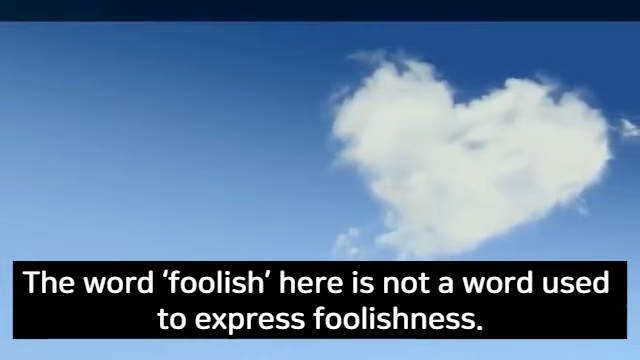 The word ‘foolish’ here is not a word used
to express foolishness.